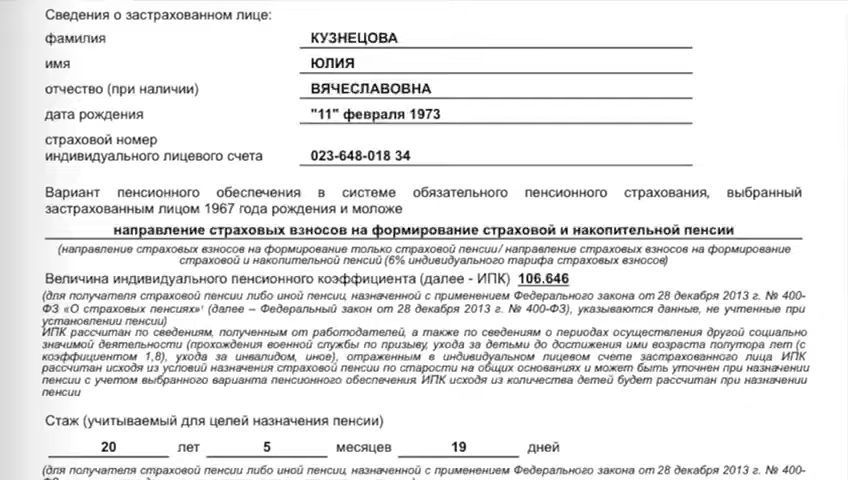 Сведения о застрахованном лице:
фамилия КУЗНЕЦОВА
имя ЮЛИЯ
отчество (при наличии) ВЯЧЕСЛАВОВНА
дата рождения "11" февраля 1973
страховой номер
индивидуального лицевого счета 023-648-018 34
Вариант пенсионного обеспечения в системе обязательного пенсионного страхования, выбранный
застрахованным лицом 1967 года рождения и моложе
направление страховых взносов на формирование страховой и накопительной пенсии
(направление страховых взносов на формирование только страховой пенсии/ направление страховых взносов на формирование
страховой и накопительной пенсий (6% индивидуального тарифа страховых взносов)
Величина индивидуального пенсионного коэффициента (далее - ИПК) 106.646
(для получателя страховой пенсии либо иной пенсии, назначенной с применением Федерального закона от 28 декабря 2013 г. № 400-
ФЗ «О страховых пенсиях»¹ (далее – Федеральный закон от 28 декабря 2013 г. № 400-ФЗ), указываются данные, не учтенные при
установлении пенсии)
ИПК рассчитан по сведениям, полученным от работодателей, а также по сведениям о периодах осуществления другой социально
значимой деятельности (прохождения военной службы по призыву, ухода за детьми до достижения ими возраста полутора лет (с
коэффициентом 1,8), ухода за инвалидом, инов), отраженным в индивидуальном лицевом счете застрахованного лица ИПК
рассчитан исходя из условий назначения страховой пенсии по старости на общих основаниях и может быть уточнен при назначении
пенсии с учетом выбранного варианта пенсионного обеспечения. ИПК исходя из количества детей будет рассчитан при назначении
пенсии
Стаж (учитываемый для целей назначения пенсии)
20 лет 5 месяцев 19 дней
(для получателя страховой пенсии либо иной пенсии, назначенной с применением Федерального закона от 28 декабря 2013 г. № 400-